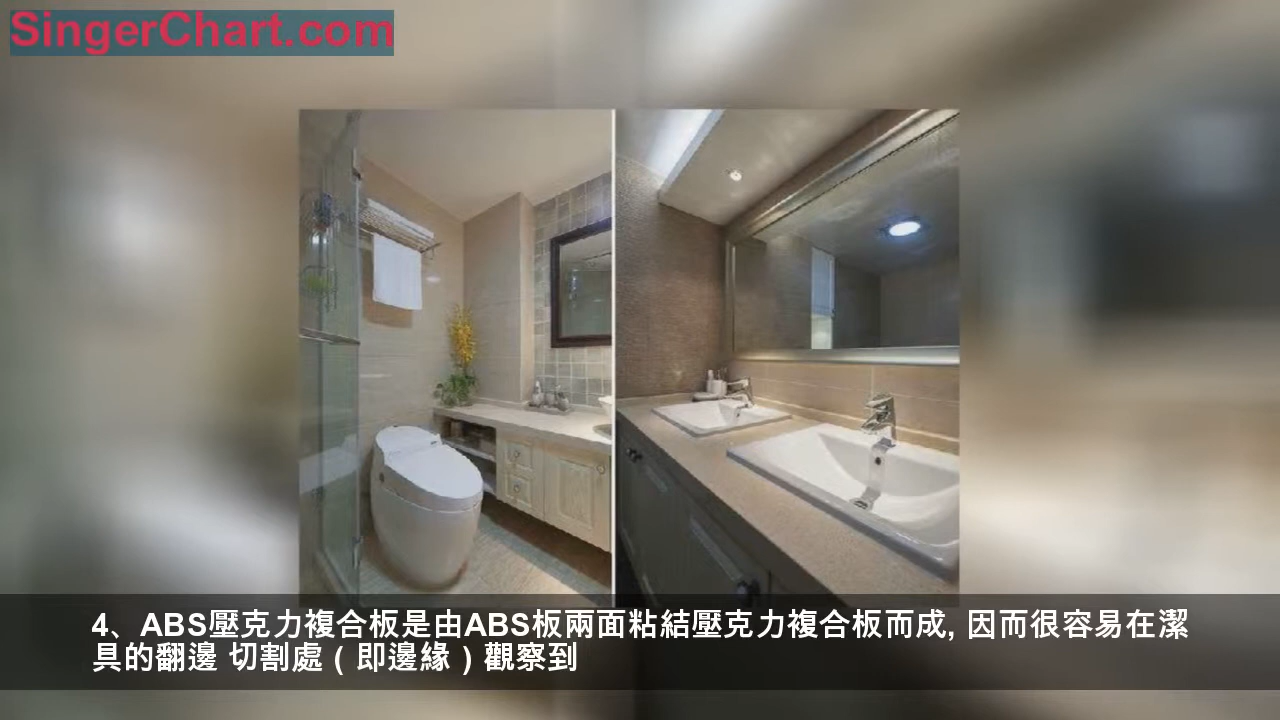 SingerChart.com
4、ABS壓克力複合板是由ABS板兩面粘結壓克力複合板而成, 因而很容易在潔
具的翻邊 切割處（即邊緣）觀察到